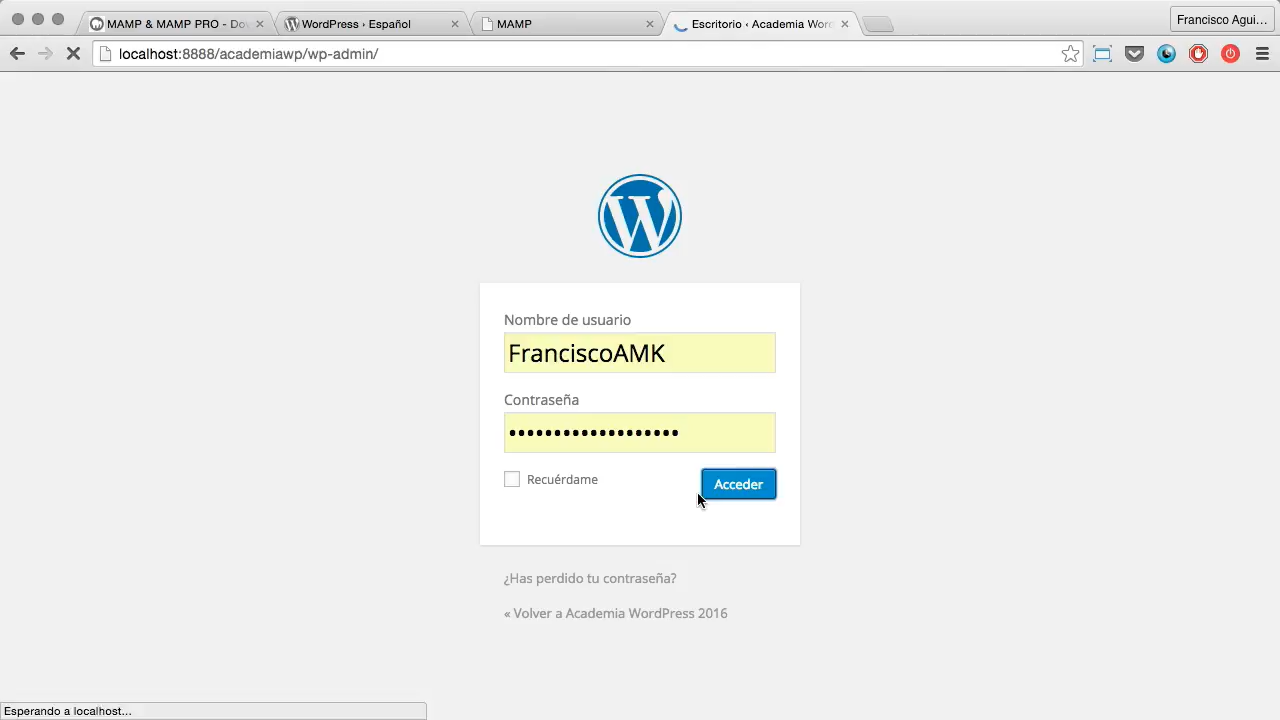 MAMP & MAMP PRO - Dow
WordPress › Español
MAMP
Escritorio ‹ Academia Word
Francisco Agui...
localhost:8888/academiawp/wp-admin/
Nombre de usuario
FranciscoAMK
Contraseña
••••••••••••••••••••
Recuérdame
Acceder
¿Has perdido tu contraseña?
« Volver a Academia WordPress 2016
Esperando a localhost...